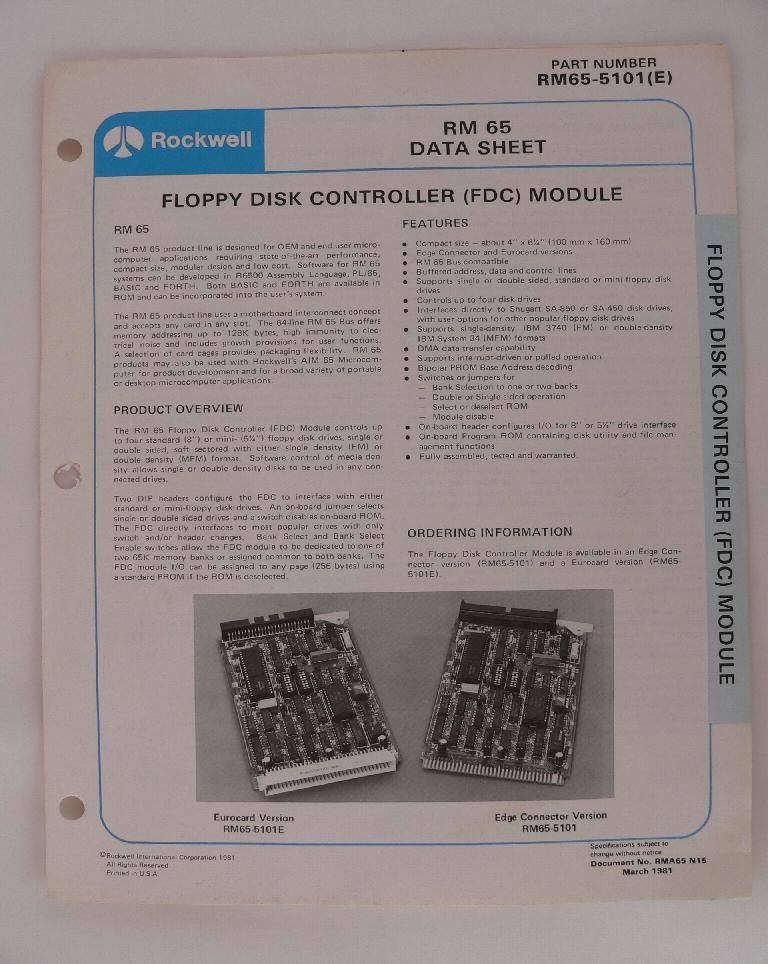 PART NUMBER
RM65-5101(E)
Rockwell
RM 65
DATA SHEET
FLOPPY DISK CONTROLLER (FDC) MODULE
RM 65
The RM 65 product line is designed for OEM and end user micro-
computer applications requiring state-of-the-art performance,
compact size, modular design and low cost. Software for RM 65
systems can be developed in R6500 Assembly Language, PL/65,
BASIC and FORTH. Both BASIC and FORTH are available in
ROM and can be incorporated into the user's system.
The RM 65 product line uses a motherboard interconnect concept
and accepts any card in any slot. The 64-line RM 65 Bus offers
memory addressing up to 128K bytes, high immunity to elec-
trical noise and includes growth provisions for user functions.
A selection of card cages provides packaging flexibility. RM 65
products may also be used with Rockwell's AIM 65 Microcom-
puter for product development and for a broad variety of portable
or desktop microcomputer applications.
PRODUCT OVERVIEW
The RM 65 Floppy Disk Controller (FDC) Module controls up
to four standard (8") or mini- (5¼") floppy disk drives, single or
double sided, soft sectored with either single density (FM) or
double density (MFM) format. Software control of media den-
sity allows single or double density disks to be used in any con-
nected drives.
Two DIP headers configure the FDC to interface with either
standard or mini-floppy disk drives. An on-board jumper selects
single or double sided drives and a switch disables on-board ROM.
The FDC directly interfaces to most popular drives with only
switch and/or header changes. Bank Select and Bank Select
Enable switches allow the FDC module to be dedicated to one of
two 65K memory banks or assigned common to both banks. The
FDC module I/O can be assigned to any page (256 bytes) using
a standard PROM if the ROM is deselected.
FEATURES
● Compact size — about 4" x 6¼" (100 mm x 160 mm)
● Edge Connector and Eurocard versions
● RM 65 Bus compatible
● Buffered address, data and control lines
● Supports single or double sided, standard or mini-floppy disk
drives
● Controls up to four disk drives
● Interfaces directly to Shugart SA-850 or SA-450 disk drives,
with user options for other popular floppy disk drives
● Supports single-density IBM 3740 (FM) or double-density
IBM System 34 (MFM) formats
● DMA data transfer capability
● Supports interrupt-driven or polled operation
● Bipolar PROM Base Address decoding
● Switches or jumpers for
— Bank Selection to one or two banks
— Double or Single sided operation
— Select or deselect ROM
— Module disable
● On-board header configures I/O for 8" or 5¼" drive interface
● On-board Program ROM containing disk utility and file man-
agement functions
● Fully assembled, tested and warranted.
ORDERING INFORMATION
The Floppy Disk Controller Module is available in an Edge Con-
nector version (RM65-5101) and a Eurocard version (RM65-
5101E).
FLOPPY DISK CONTROLLER (FDC) MODULE
Eurocard Version
RM65-5101E
Edge Connector Version
RM65-5101
©Rockwell International Corporation 1981
All Rights Reserved
Printed in U.S.A.
Specifications subject to
change without notice
Document No. RMA65 N15
March 1981